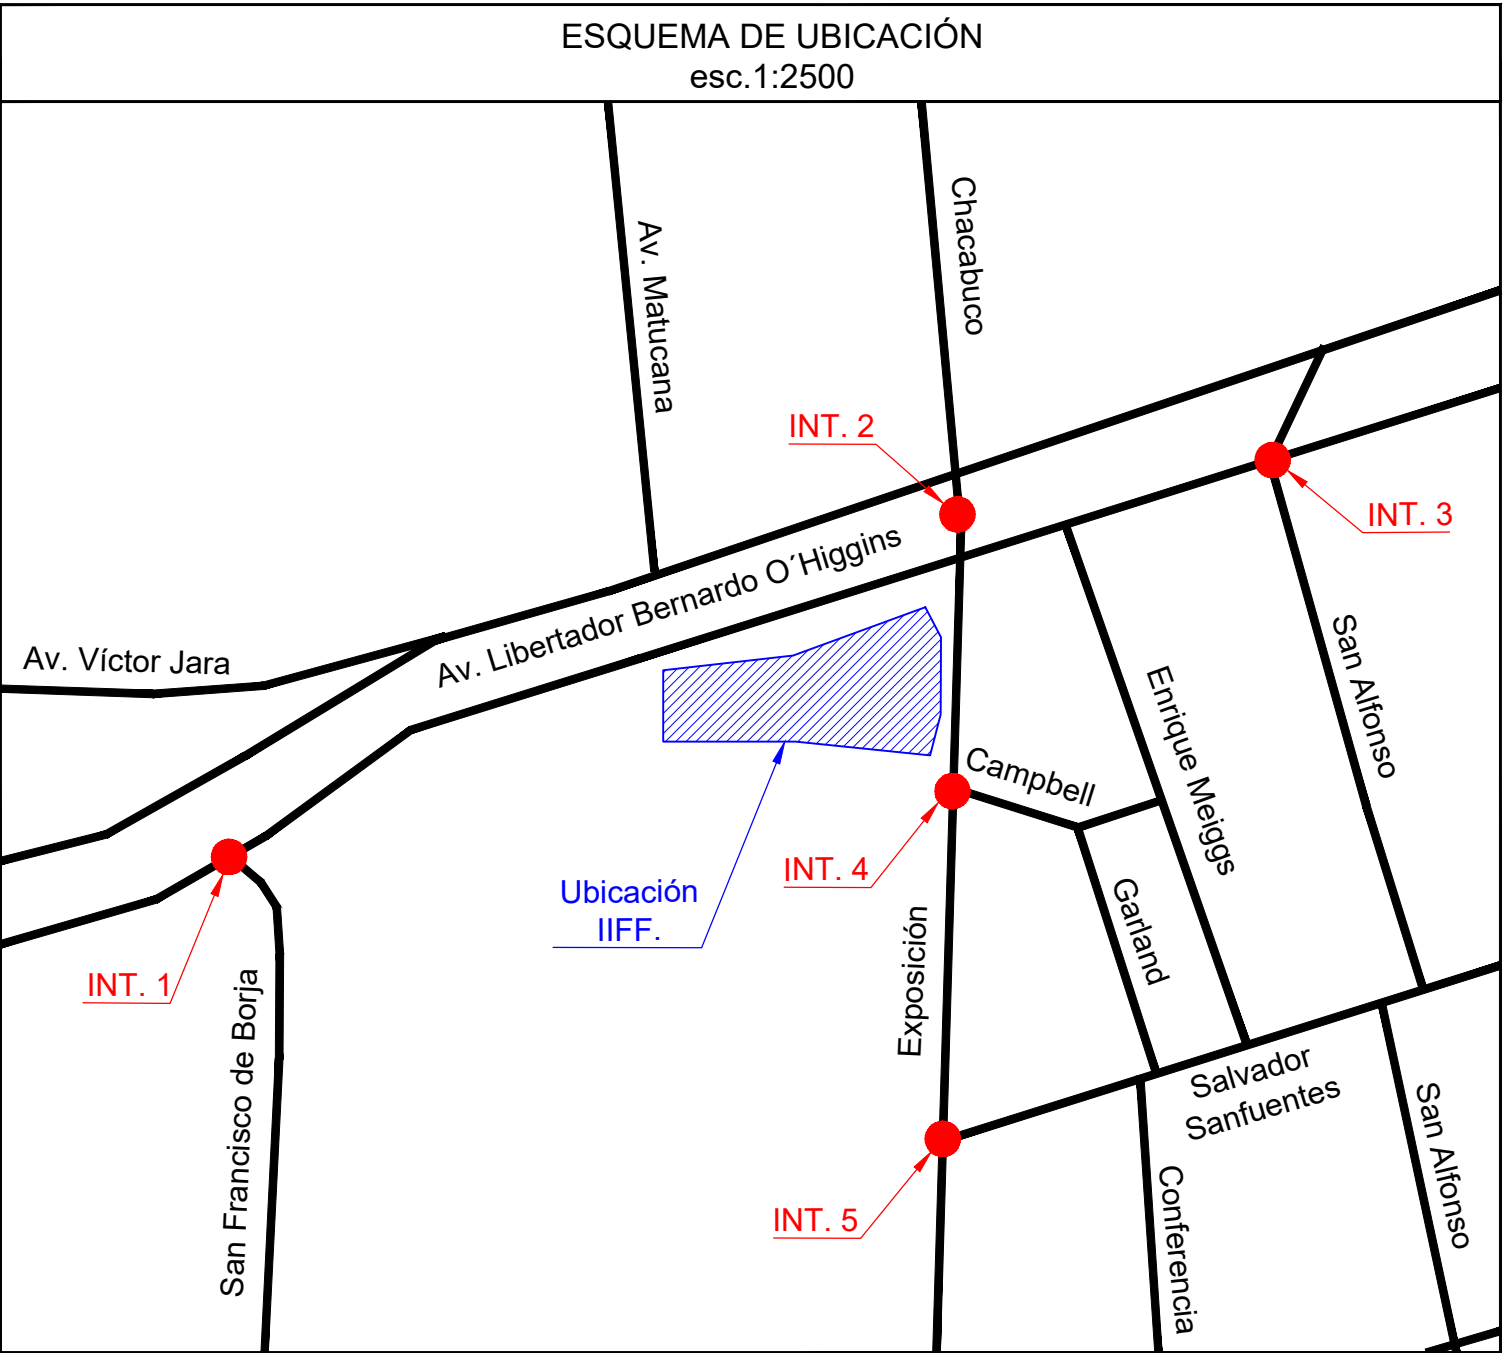 ESQUEMA DE UBICACIÓN
esc.1:2500
Av. Matucana
Chacabuco
INT. 2
INT. 3
Av. Libertador Bernardo O´Higgins
Av. Víctor Jara
San Alfonso
Enrique Meiggs
Campbell
INT. 4
Ubicación
IIFF.
Garland
Exposición
INT. 1
San Francisco de Borja
Salvador
Sanfuentes
San Alfonso
INT. 5
Conferencia